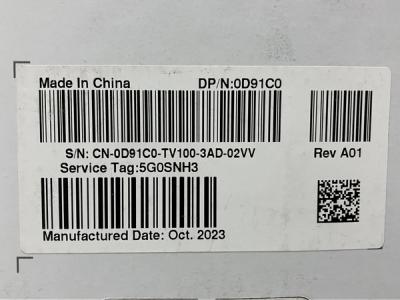 Made In China DP/N:0D91C0
S/N: CN-0D91C0-TV100-3AD-02VV Rev A01
Service Tag:5G0SNH3
Manufactured Date: Oct. 2023